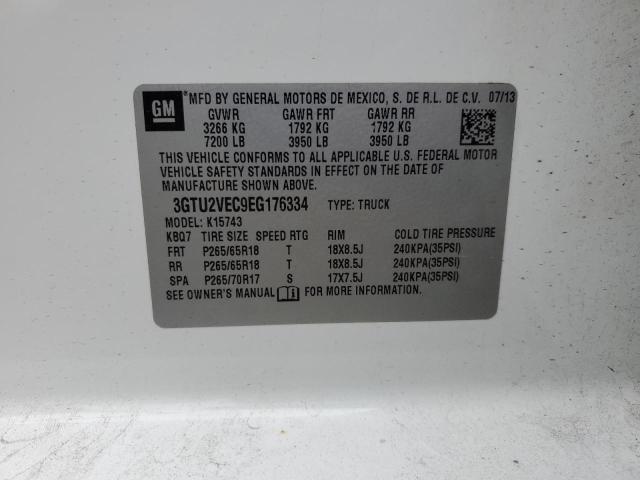 GM
®MFD BY GENERAL MOTORS DE MEXICO, S. DE R.L. DE C.V. 07/13
GVWR GAWR FRT GAWR RR
3266 KG 1792 KG 1792 KG
7200 LB 3950 LB 3950 LB
THIS VEHICLE CONFORMS TO ALL APPLICABLE U.S. FEDERAL MOTOR
VEHICLE SAFETY STANDARDS IN EFFECT ON THE DATE OF
MANUFACTURE SHOWN ABOVE.
3GTU2VEC9EG176334 TYPE: TRUCK
MODEL: K15743
K8Q7 TIRE SIZE SPEED RTG RIM COLD TIRE PRESSURE
FRT P265/65R18 T 18X8.5J 240KPA(35PSI)
RR P265/65R18 T 18X8.5J 240KPA(35PSI)
SPA P265/70R17 S 17X7.5J 240KPA(35PSI)
SEE OWNER'S MANUAL FOR MORE INFORMATION.